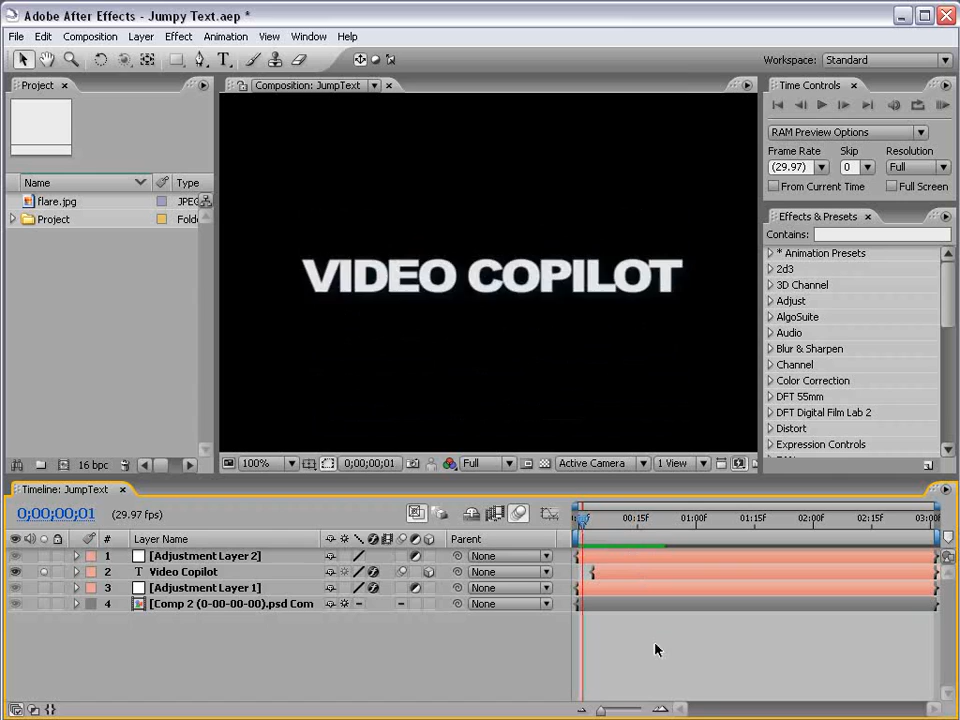 Adobe After Effects - Jumpy Text.aep *
File Edit Composition Layer Effect Animation View Window Help
Workspace: Standard
Project
Composition: JumpText
Time Controls
RAM Preview Options
Frame Rate Skip Resolution
(29.97) 0 Full
From Current Time Full Screen
Name Type
flare.jpg JPEG
Project Folde
Effects & Presets
Contains:
* Animation Presets
2d3
3D Channel
Adjust
AlgoSuite
Audio
Blur & Sharpen
Channel
Color Correction
DFT 55mm
DFT Digital Film Lab 2
Distort
Expression Controls
VIDEO COPILOT
16 bpc
100% 0;00;00;01 Full Active Camera 1 View
Timeline: JumpText
0;00;00;01 (29.97 fps)
00:15F 01:00F 01:15F 02:00F 02:15F 03:00F
# Layer Name Parent
1 [Adjustment Layer 2] None
2 T Video Copilot None
3 [Adjustment Layer 1] None
4 [Comp 2 (0-00-00-00).psd Com None